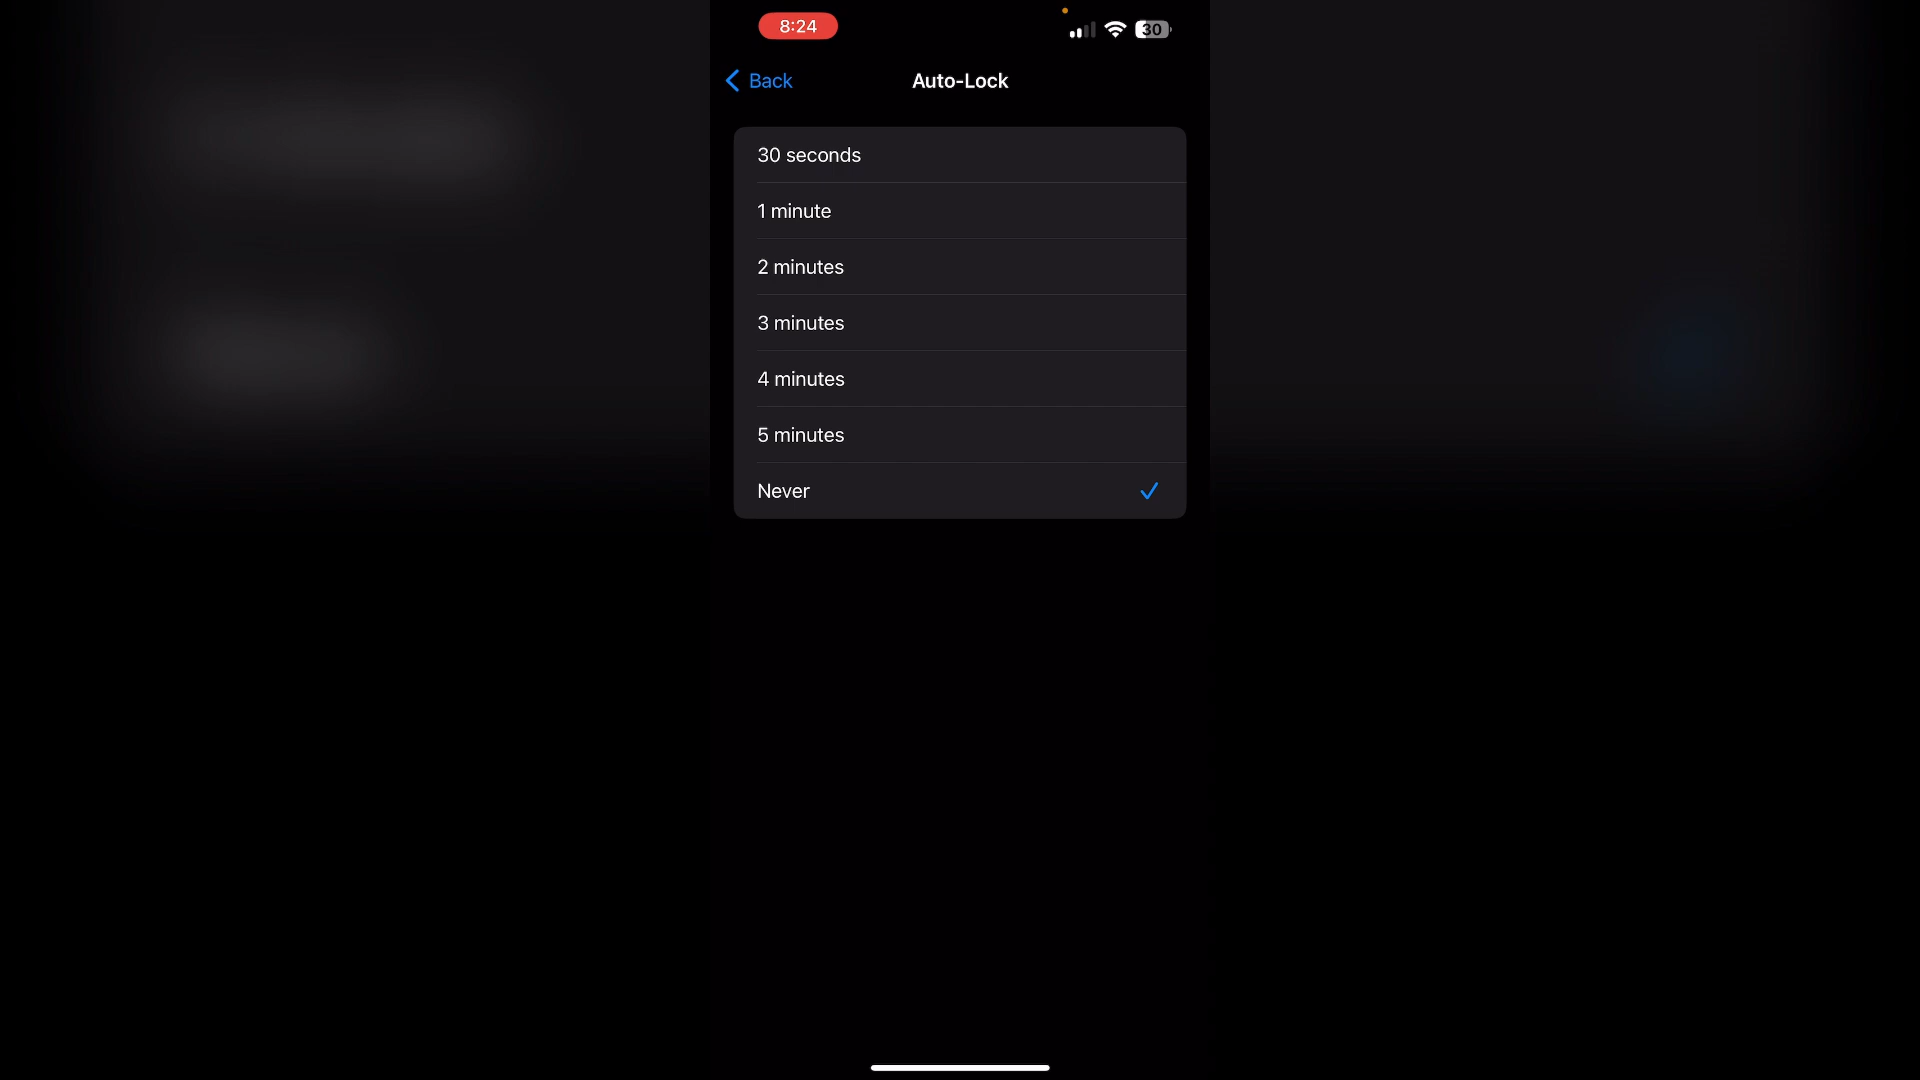 8:24
30
Back
Auto-Lock
30 seconds
1 minute
2 minutes
3 minutes
4 minutes
5 minutes
Never